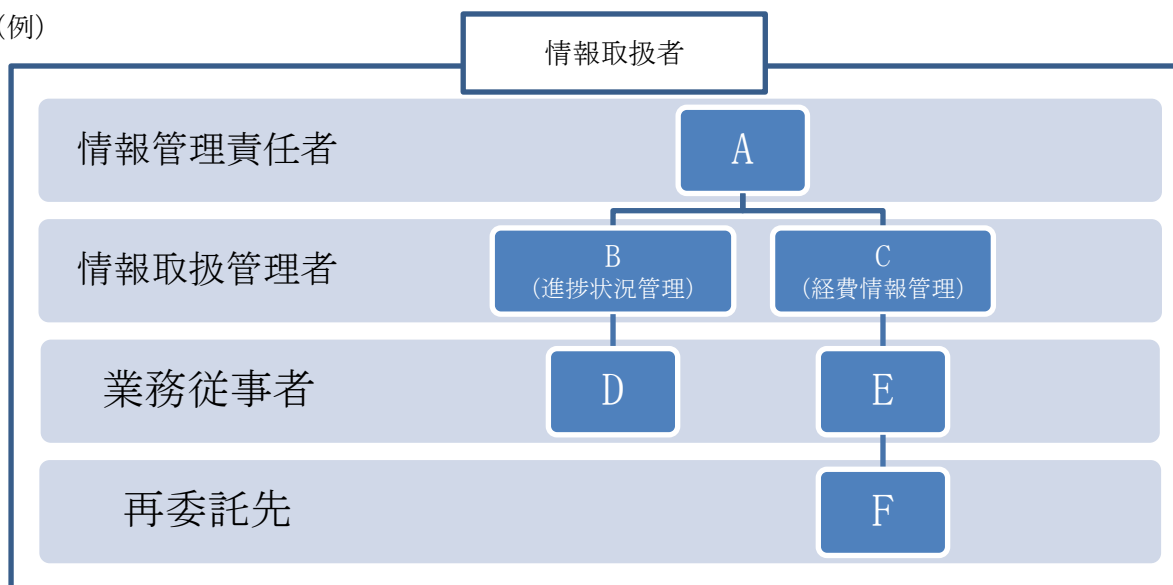 (例)
情報取扱者
情報管理責任者
A
情報取扱管理者
B
(進捗状況管理)
C
(経費情報管理)
業務従事者
D
E
再委託先
F